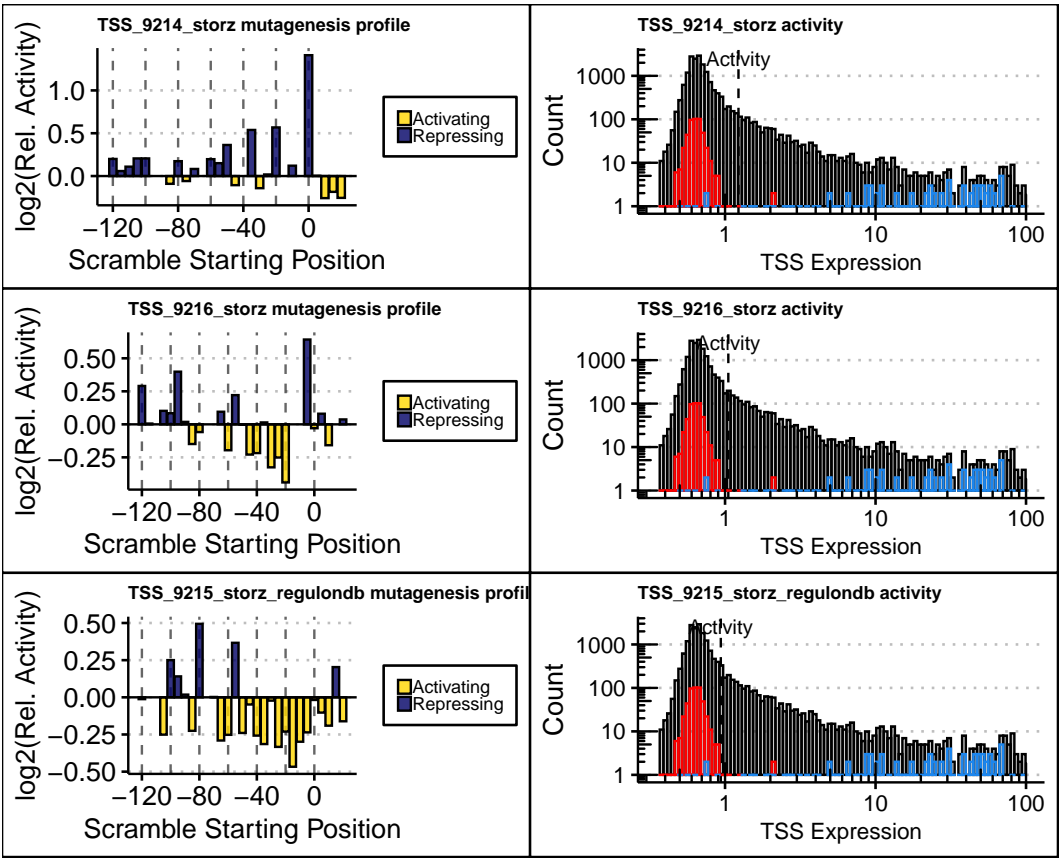 TSS_9214_storz mutagenesis profile
log2(Rel. Activity)
1.0
0.5
0.0
−120 −80 −40 0
Scramble Starting Position
Activating
Repressing
TSS_9214_storz activity
Activity
Count
1000
100
10
1
1 10 100
TSS Expression
TSS_9216_storz mutagenesis profile
log2(Rel. Activity)
0.50
0.25
0.00
−0.25
−120 −80 −40 0
Scramble Starting Position
Activating
Repressing
TSS_9216_storz activity
Activity
Count
1000
100
10
1
1 10 100
TSS Expression
TSS_9215_storz_regulondb mutagenesis profil
log2(Rel. Activity)
0.50
0.25
0.00
−0.25
−0.50
−120 −80 −40 0
Scramble Starting Position
Activating
Repressing
TSS_9215_storz_regulondb activity
Activity
Count
1000
100
10
1
1 10 100
TSS Expression